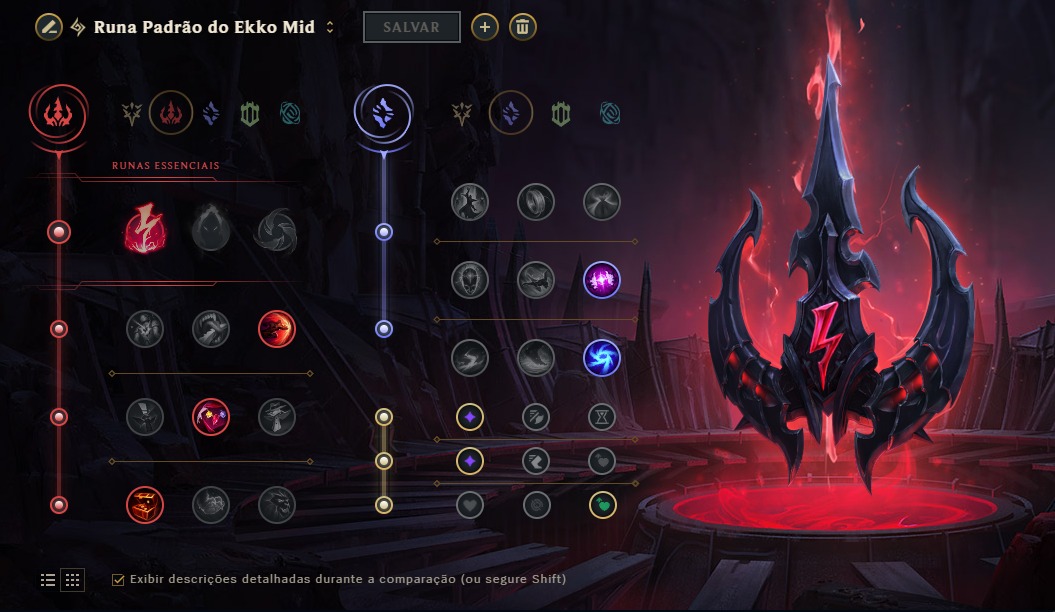 Runa Padrão do Ekko Mid
SALVAR
RUNAS ESSENCIAIS
Exibir descrições detalhadas durante a comparação (ou segure Shift)